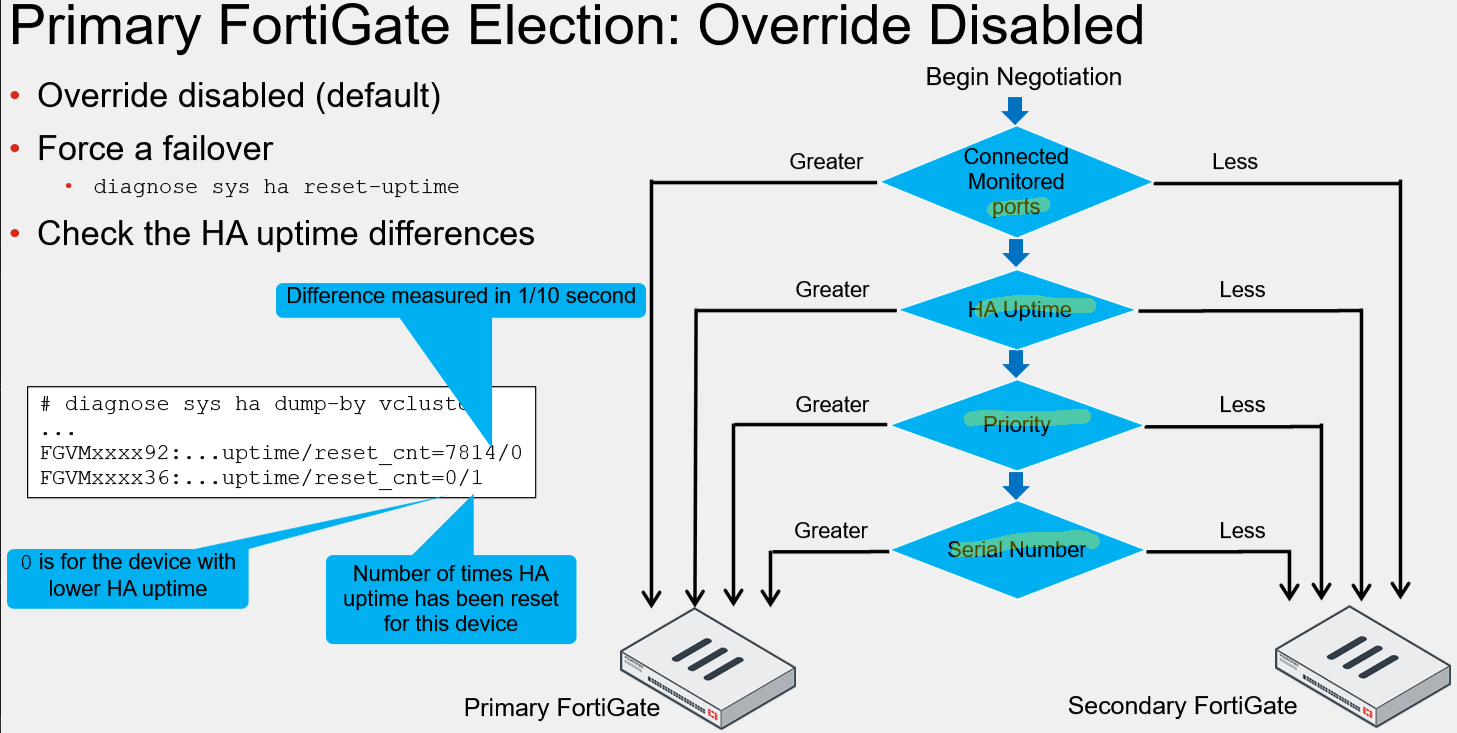 Primary FortiGate Election: Override Disabled
• Override disabled (default)
• Force a failover
• diagnose sys ha reset-uptime
• Check the HA uptime differences
Difference measured in 1/10 second
# diagnose sys ha dump-by
...
FGVMxxxx92:...uptime/reset_cnt=7814/0
FGVMxxxx36:...uptime/reset_cnt=0/1
0 is for the device with
lower HA uptime
Number of times HA
uptime has been reset
for this device
Begin Negotiation
Greater
Connected
Monitored
ports
Less
Greater
HA Uptime
Less
Greater
Priority
Less
Greater
Serial Number
Less
Primary FortiGate
Secondary FortiGate